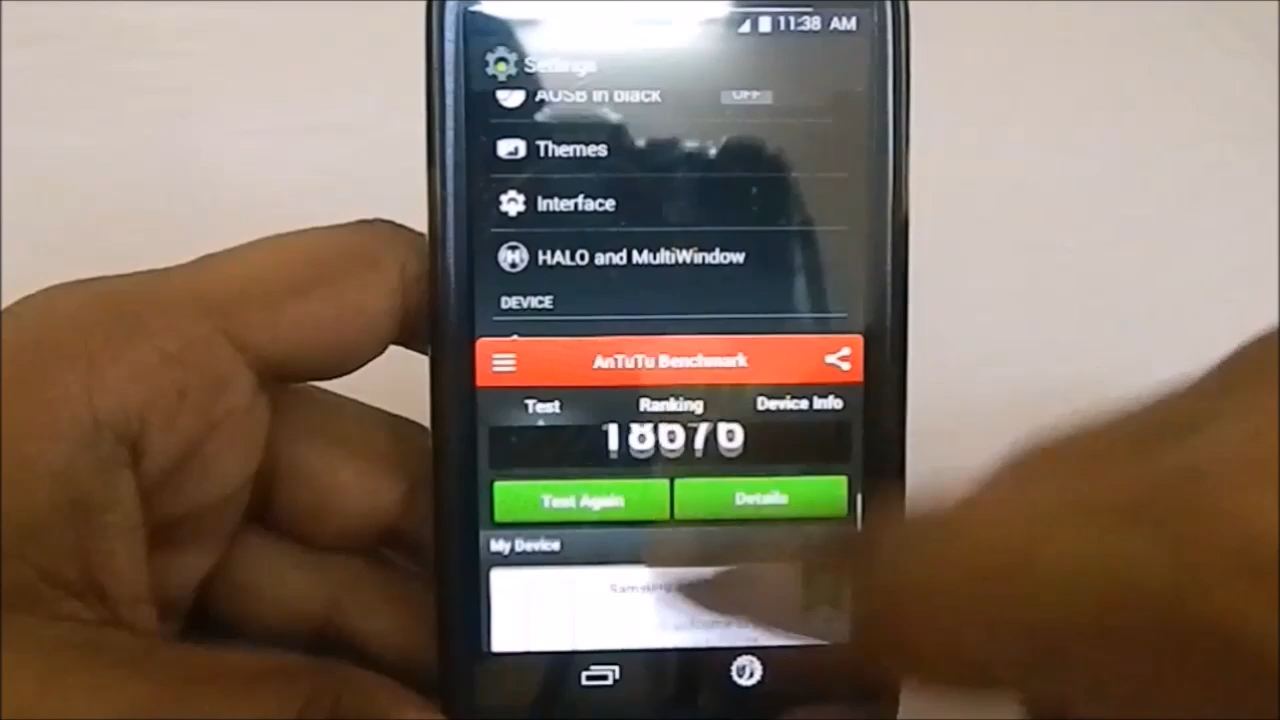 11:38 AM
Settings
AOSB in black OFF
Themes
Interface
HALO and MultiWindow
DEVICE
AnTuTu Benchmark
Test Ranking Device Info
18676
Test Again Details
My Device